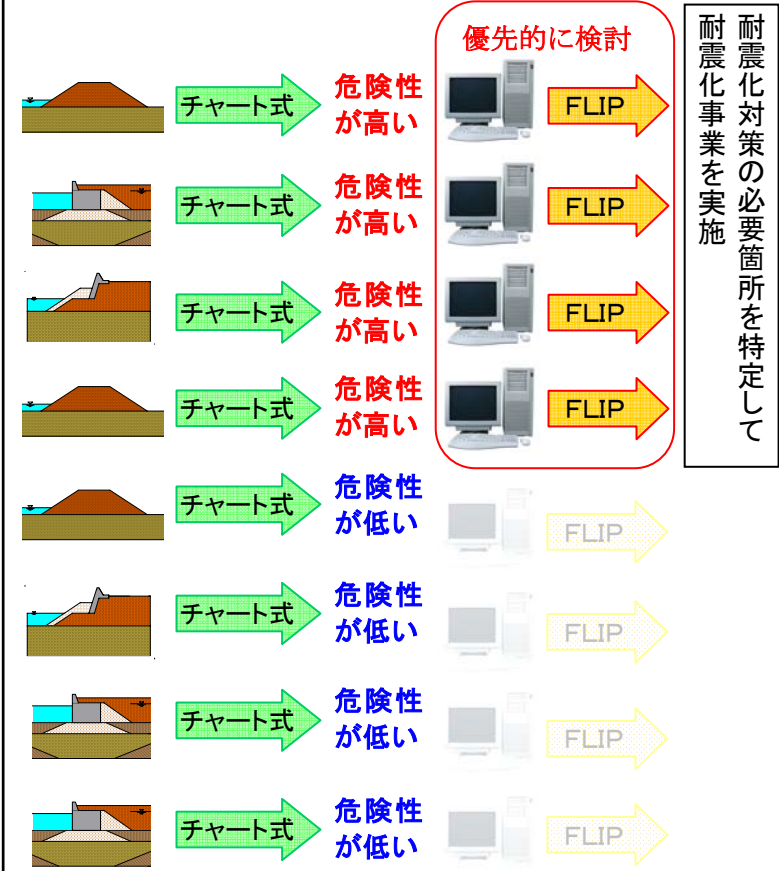 優先的に検討
チャート式
危険性
が高い
FLIP
チャート式
危険性
が高い
FLIP
チャート式
危険性
が高い
FLIP
チャート式
危険性
が高い
FLIP
チャート式
危険性
が低い
FLIP
チャート式
危険性
が低い
FLIP
チャート式
危険性
が低い
FLIP
チャート式
危険性
が低い
FLIP
耐震化対策の必要箇所を特定して
耐震化事業を実施